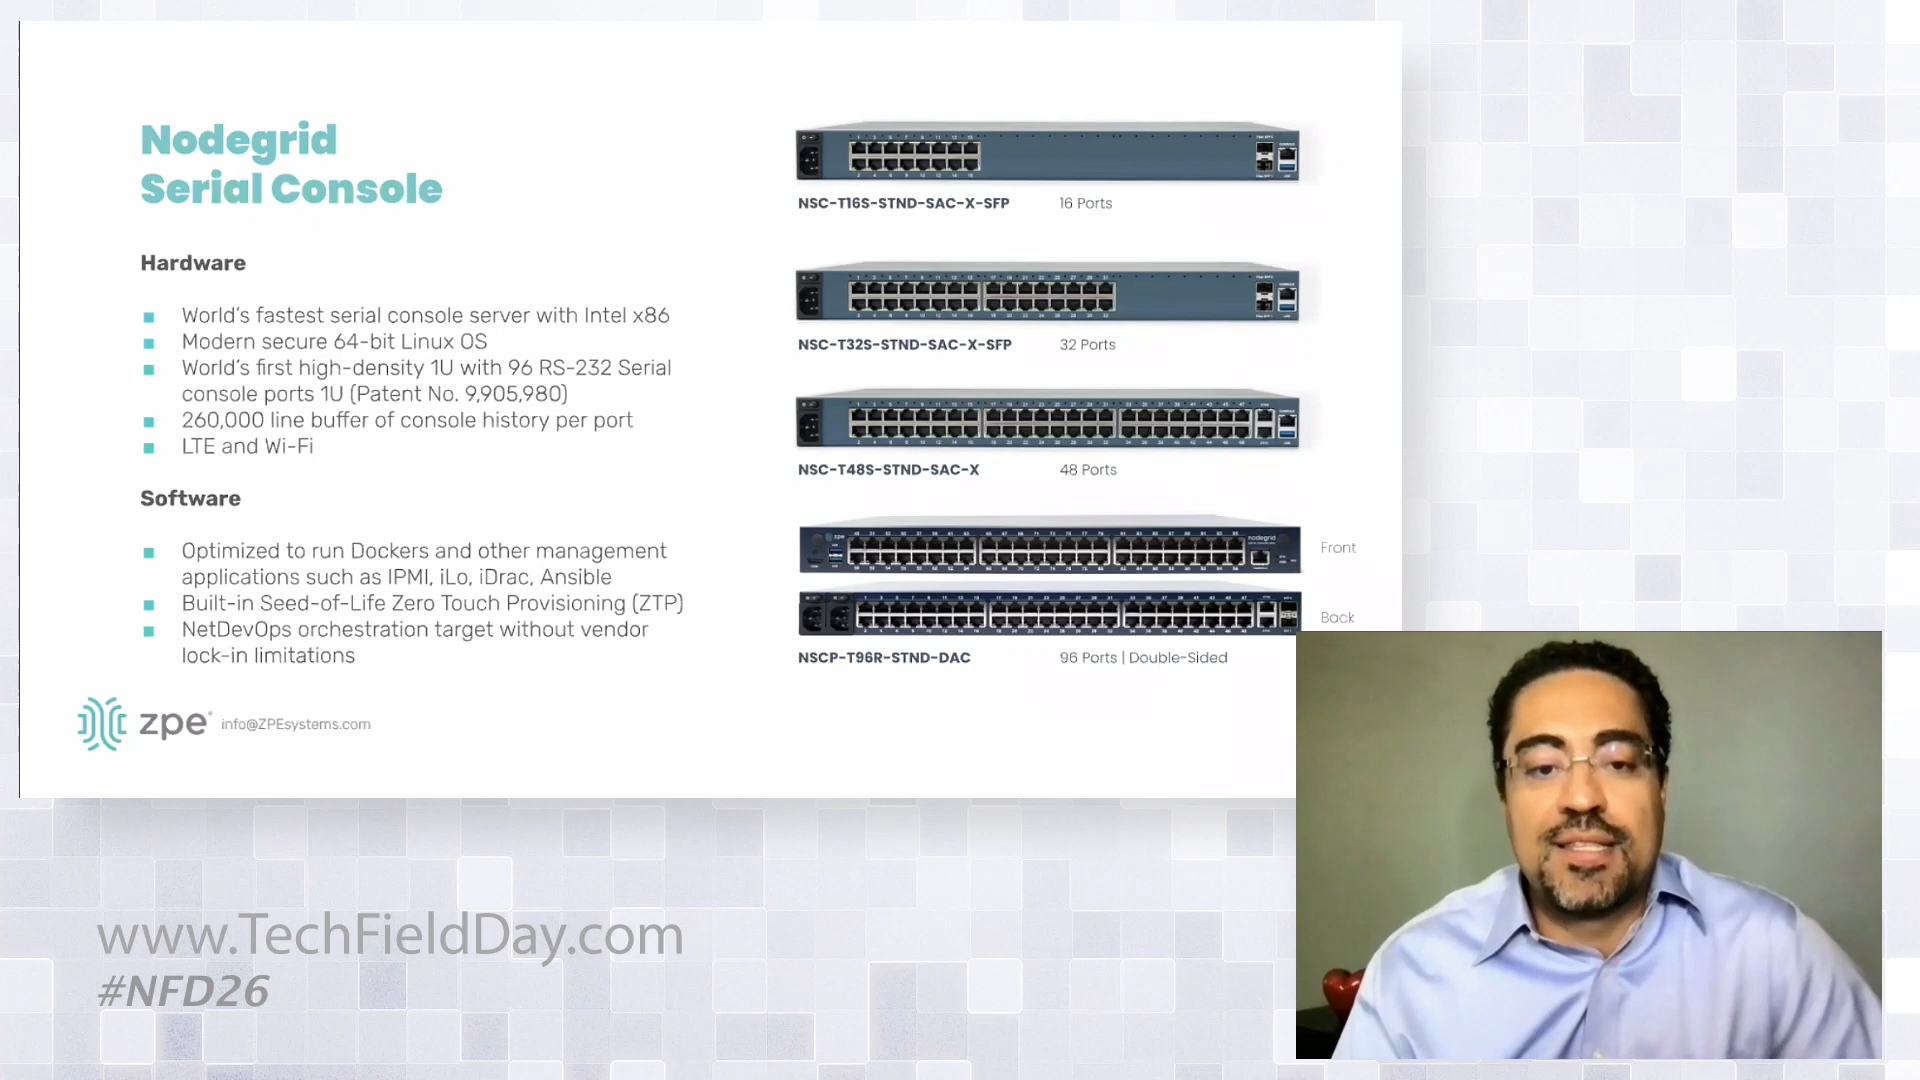 Nodegrid
Serial Console
Hardware
World's fastest serial console server with Intel x86
Modern secure 64-bit Linux OS
World's first high-density 1U with 96 RS-232 Serial
console ports 1U (Patent No. 9,905,980)
260,000 line buffer of console history per port
LTE and Wi-Fi
Software
Optimized to run Dockers and other management
applications such as IPMI, iLo, iDrac, Ansible
Built-in Seed-of-Life Zero Touch Provisioning (ZTP)
NetDevOps orchestration target without vendor
lock-in limitations
zpe® info@ZPEsystems.com
NSC-T16S-STND-SAC-X-SFP 16 Ports
NSC-T32S-STND-SAC-X-SFP 32 Ports
NSC-T48S-STND-SAC-X 48 Ports
zpe
nodegrid
Front
Back
NSCP-T96R-STND-DAC 96 Ports | Double-Sided
www.TechFieldDay.com
#NFD26